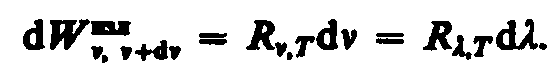 dW^{изл}_{ν, ν+dν} = R_{ν,T}dν = R_{λ,T}dλ.